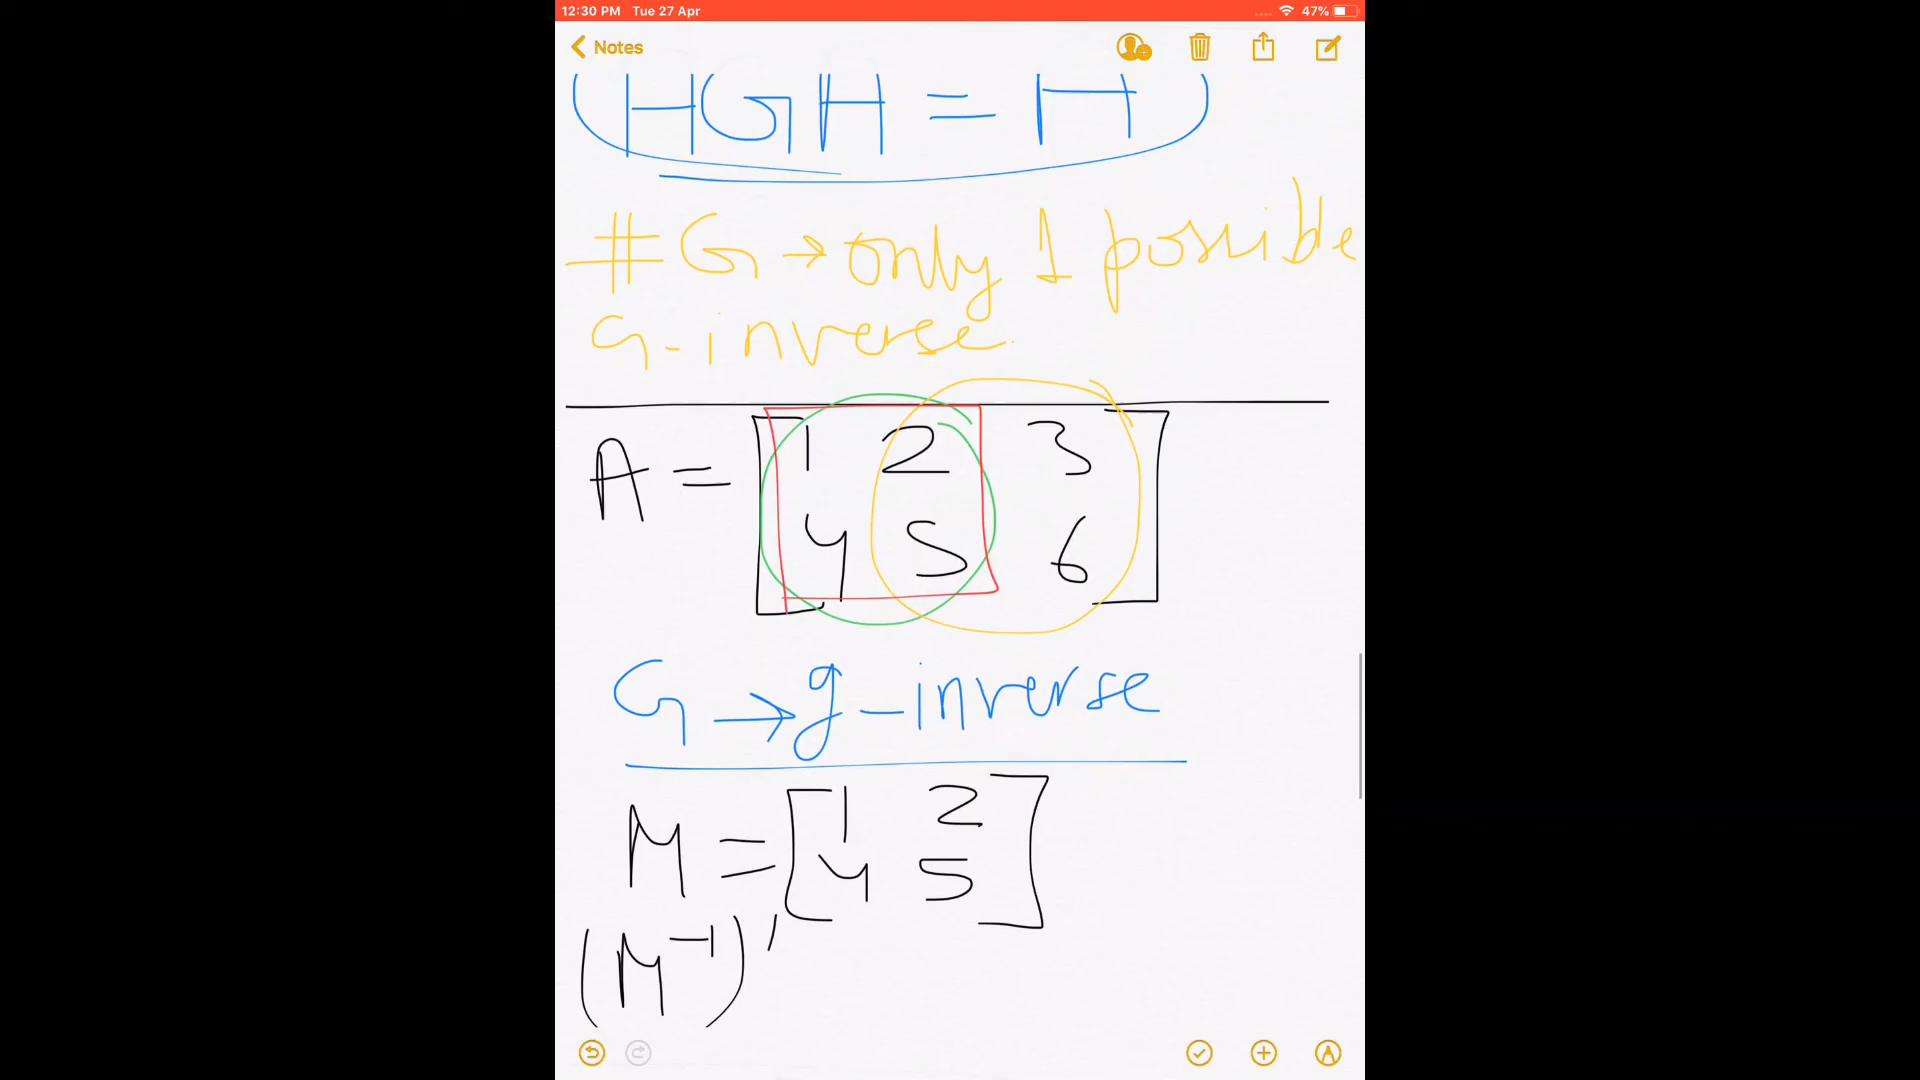 12:30 PM Tue 27 Apr 47%
Notes
HGH = H
# G → only 1 possible
G-inverse.
A = [1 2 3
4 5 6]
G → g-inverse
M = [1 2
4 5]
(M⁻¹)'